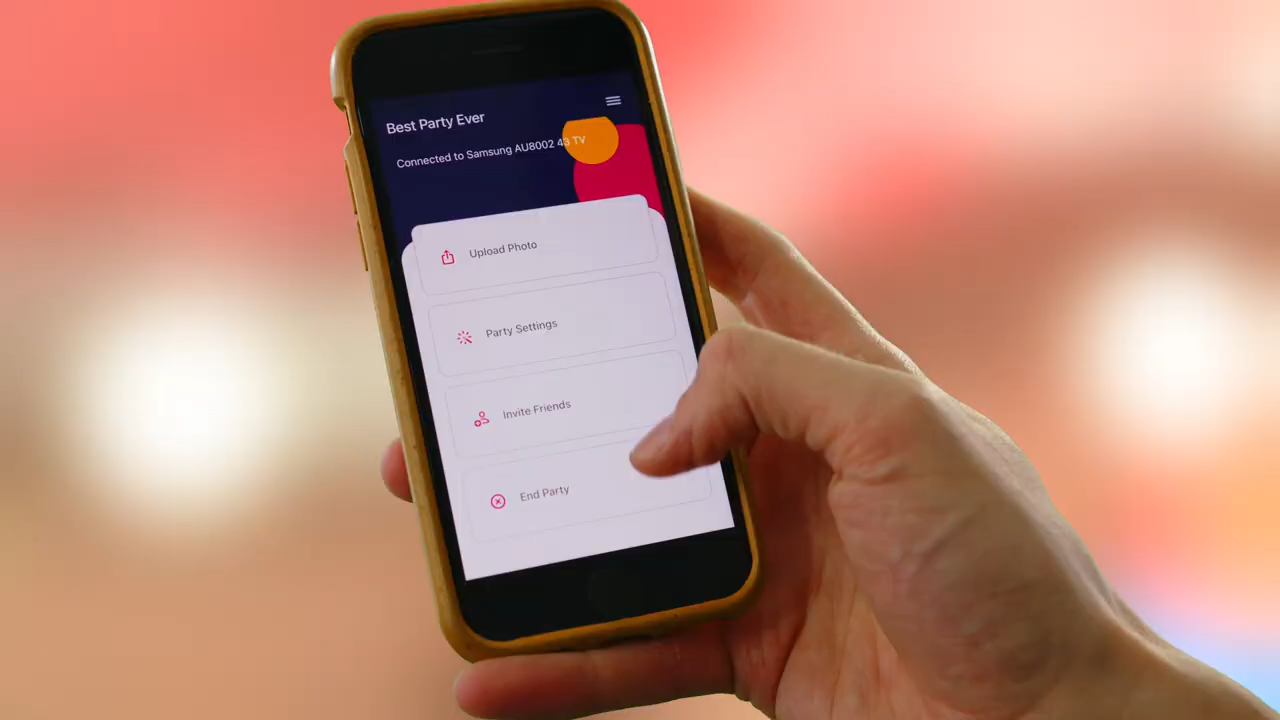 Best Party Ever
Connected to Samsung AU8002 43 TV
Upload Photo
Party Settings
Invite Friends
End Party